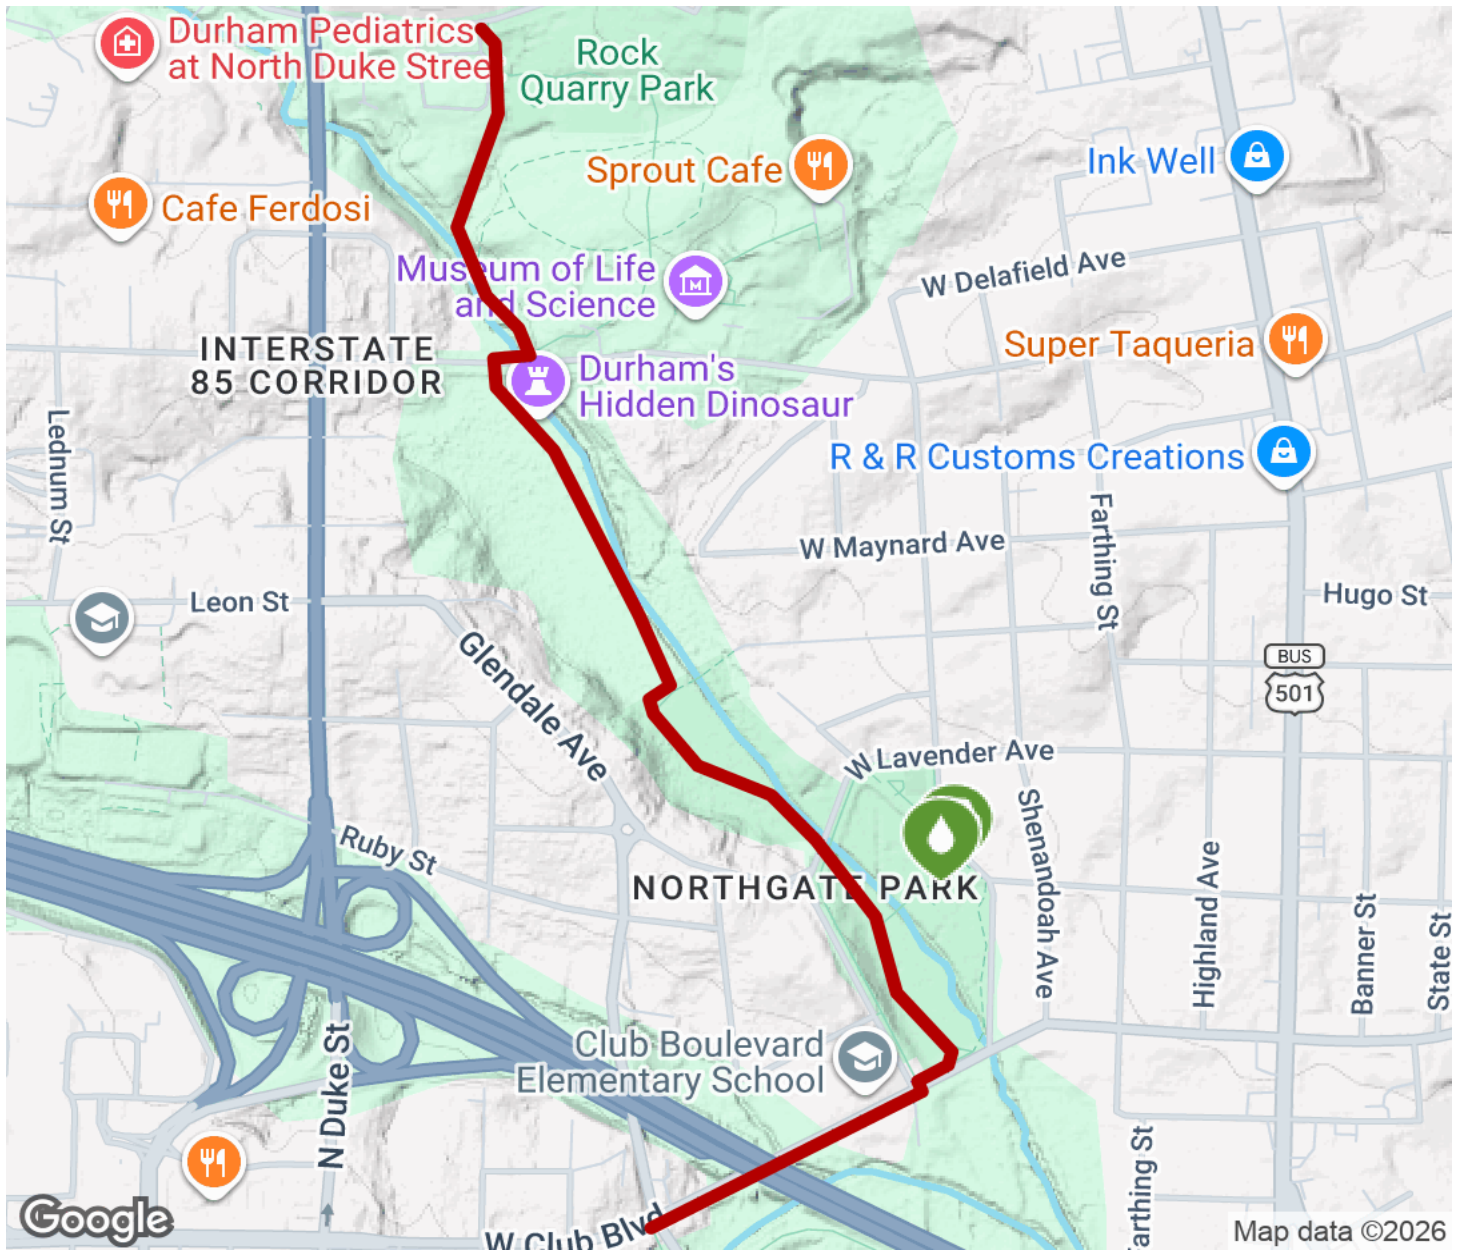 Durham Pediatrics
at North Duke Stree
Rock
Quarry Park
Sprout Cafe
Ink Well
Cafe Ferdosi
Museum of Life
and Science
W Delafield Ave
INTERSTATE
85 CORRIDOR
Super Taqueria
Durham's
Hidden Dinosaur
Lednum St
R & R Customs Creations
Farthing St
W Maynard Ave
Leon St
Hugo St
Glendale Ave
BUS
501
W Lavender Ave
Shenandoah Ave
Ruby St
NORTHGATE PARK
Highland Ave
Banner St
State St
N Duke St
Club Boulevard
Elementary School
Farthing St
W Club Blvd
Google
Map data ©2026